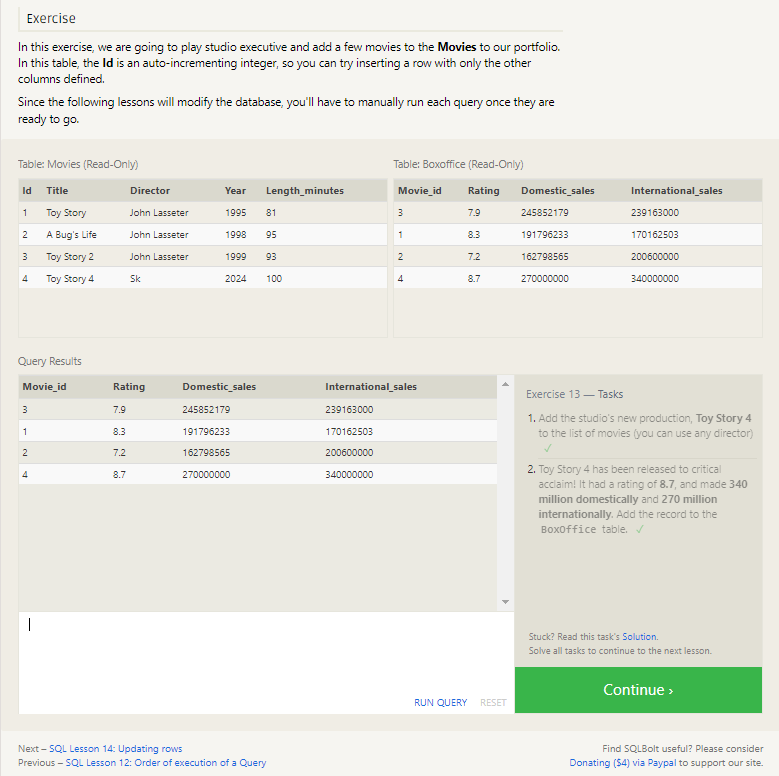 Exercise
In this exercise, we are going to play studio executive and add a few movies to the Movies to our portfolio.
In this table, the Id is an auto-incrementing integer, so you can try inserting a row with only the other
columns defined.
Since the following lessons will modify the database, you'll have to manually run each query once they are
ready to go.
Table: Movies (Read-Only)
Id Title Director Year Length_minutes
1 Toy Story John Lasseter 1995 81
2 A Bug's Life John Lasseter 1998 95
3 Toy Story 2 John Lasseter 1999 93
4 Toy Story 4 Sk 2024 100
Table: Boxoffice (Read-Only)
Movie_id Rating Domestic_sales International_sales
3 7.9 245852179 239163000
1 8.3 191796233 170162503
2 7.2 162798565 200600000
4 8.7 270000000 340000000
Query Results
Movie_id Rating Domestic_sales International_sales
3 7.9 245852179 239163000
1 8.3 191796233 170162503
2 7.2 162798565 200600000
4 8.7 270000000 340000000
RUN QUERY RESET
Exercise 13 — Tasks
1. Add the studio's new production, Toy Story 4
to the list of movies (you can use any director)
✓
2. Toy Story 4 has been released to critical
acclaim! It had a rating of 8.7, and made 340
million domestically and 270 million
internationally. Add the record to the
BoxOffice table. ✓
Stuck? Read this task's Solution.
Solve all tasks to continue to the next lesson.
Continue ›
Next – SQL Lesson 14: Updating rows
Previous – SQL Lesson 12: Order of execution of a Query
Find SQLBolt useful? Please consider
Donating ($4) via Paypal to support our site.